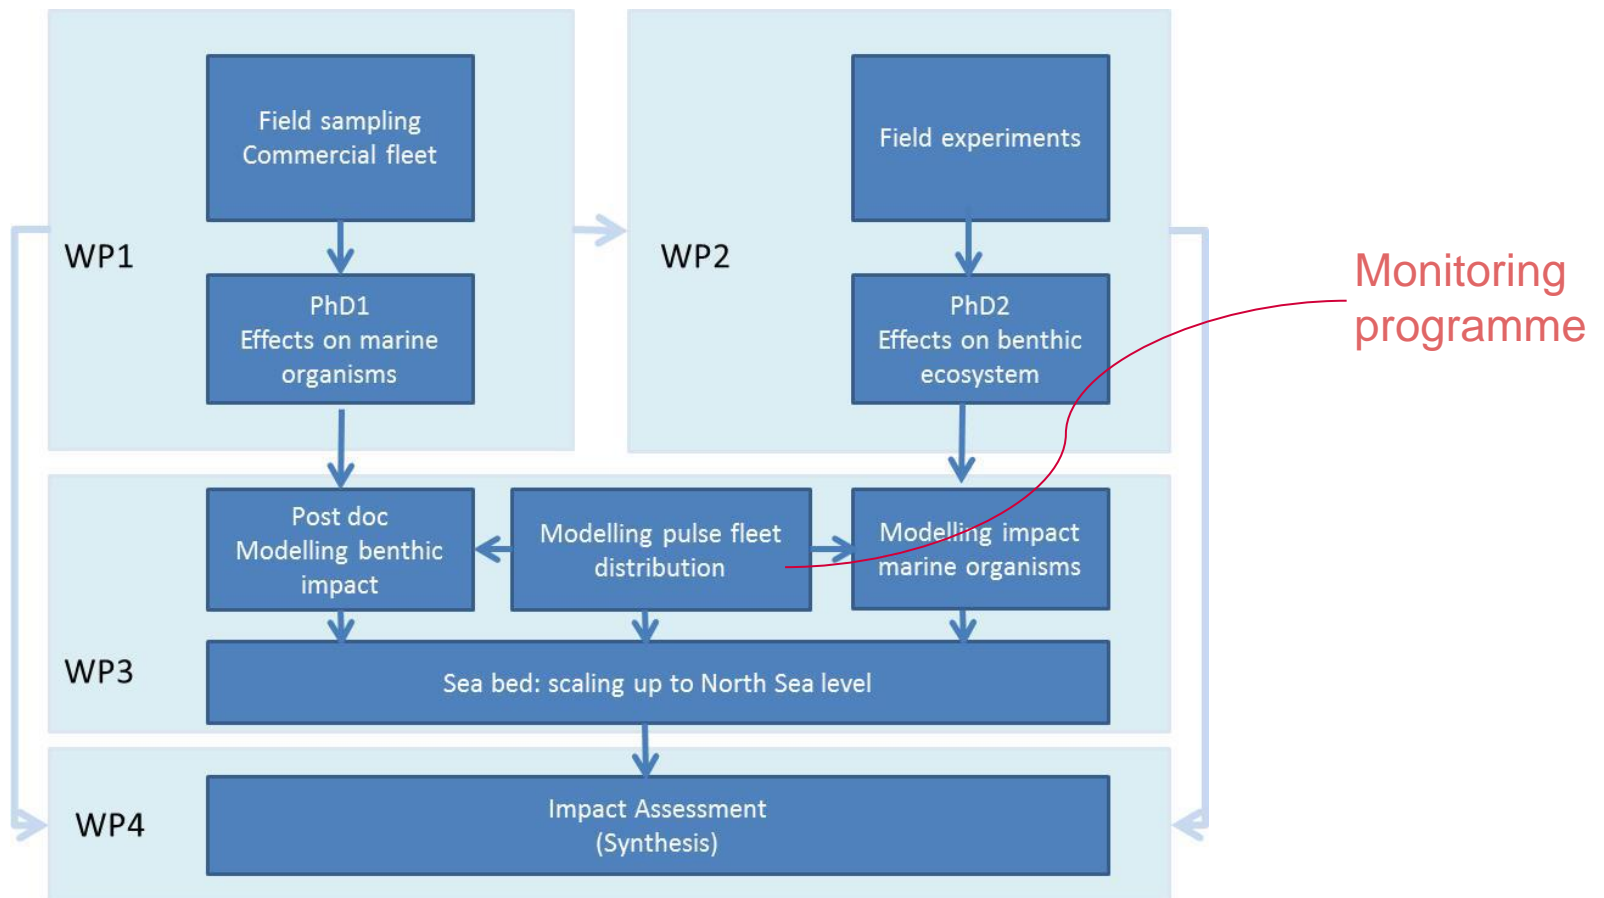 Field sampling
Commercial fleet
WP1
PhD1
Effects on marine
organisms
Field experiments
WP2
PhD2
Effects on benthic
ecosystem
Monitoring
programme
Post doc
Modelling benthic
impact
Modelling pulse fleet
distribution
Modelling impact
marine organisms
WP3
Sea bed: scaling up to North Sea level
WP4
Impact Assessment
(Synthesis)